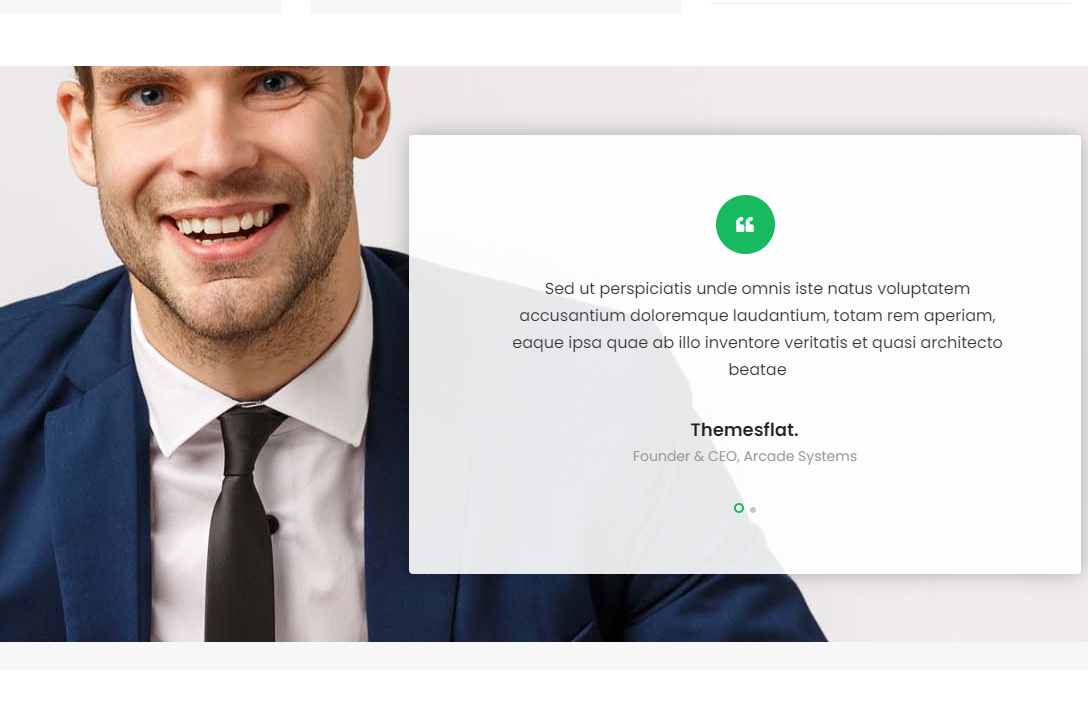 Sed ut perspiciatis unde omnis iste natus voluptatem
accusantium doloremque laudantium, totam rem aperiam,
eaque ipsa quae ab illo inventore veritatis et quasi architecto
beatae
Themesflat.
Founder & CEO, Arcade Systems